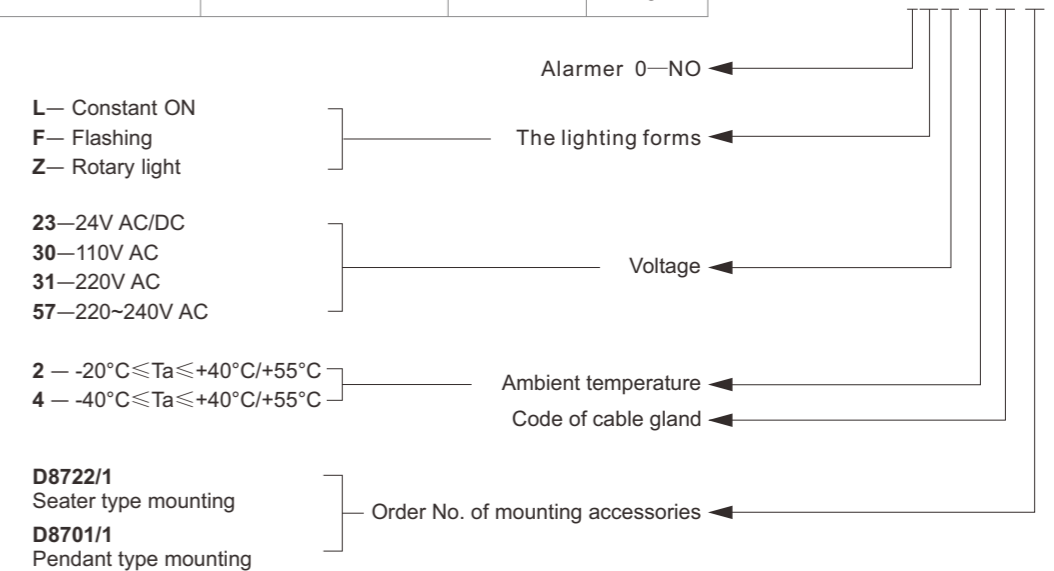 Alarmer 0—NO
L— Constant ON
F— Flashing
Z— Rotary light
The lighting forms
23—24V AC/DC
30—110V AC
31—220V AC
57—220~240V AC
Voltage
2 — -20°C≤Ta≤+40°C/+55°C
4 — -40°C≤Ta≤+40°C/+55°C
Ambient temperature
Code of cable gland
D8722/1
Seater type mounting
D8701/1
Pendant type mounting
Order No. of mounting accessories